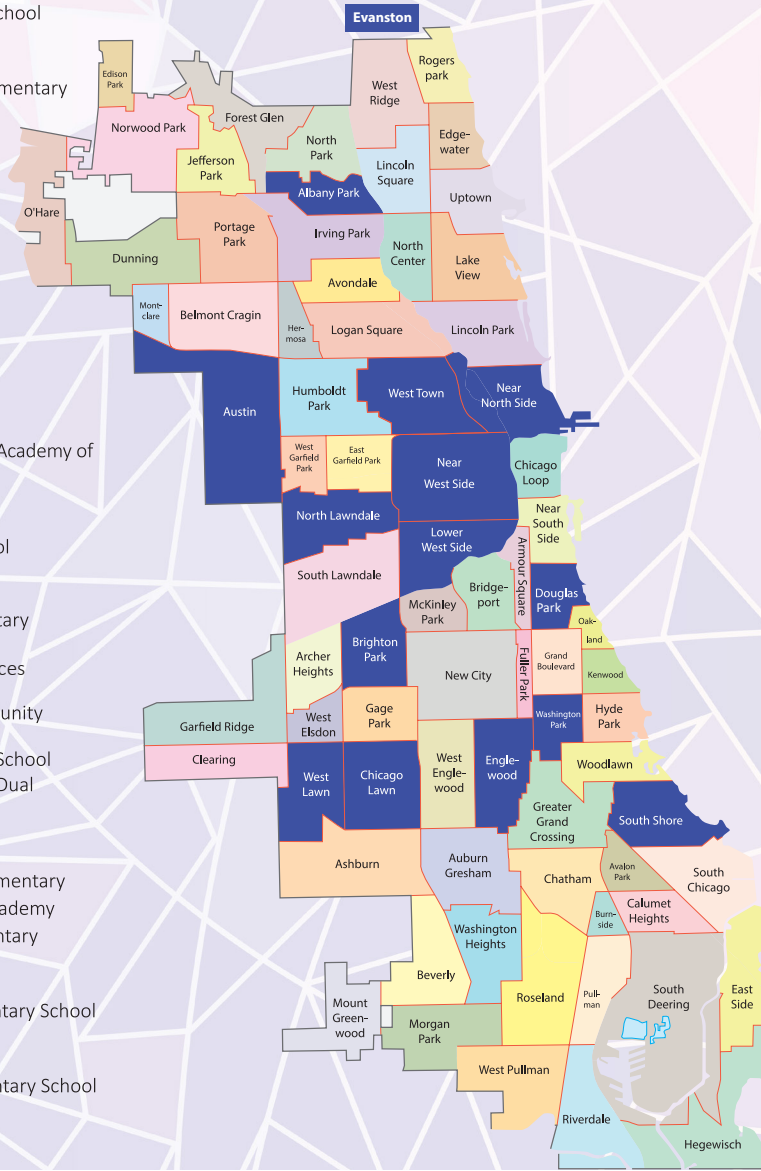 chool
mentary
Academy of
ol
tary
ces
unity
School
Dual
mentary
ademy
ntary
ntary School
ntary School
Evanston
Edison
Park
Rogers
park
West
Ridge
Norwood Park
Forest Glen
Jefferson
Park
North
Park
Edge-
water
Lincoln
Square
Albany Park
Uptown
O'Hare
Portage
Park
Irving Park
North
Center
Lake
View
Dunning
Avondale
Mont-
clare
Belmont Cragin
Her-
mosa
Logan Square
Lincoln Park
Austin
Humboldt
Park
West Town
Near
North Side
West
Garfield
Park
East
Garfield Park
Near
West Side
Chicago
Loop
North Lawndale
Near
South
Side
Lower
West Side
Armour Square
South Lawndale
McKinley
Park
Bridge-
port
Douglas
Park
Oak-
land
Archer
Heights
Brighton
Park
New City
Fuller Park
Grand
Boulevard
Kenwood
Garfield Ridge
West
Elsdon
Gage
Park
Washington
Park
Hyde
Park
Clearing
West
Lawn
Chicago
Lawn
West
Engle-
wood
Engle-
wood
Woodlawn
Greater
Grand
Crossing
South Shore
Ashburn
Auburn
Gresham
Chatham
Avalon
Park
South
Chicago
Burn-
side
Calumet
Heights
Washington
Heights
Beverly
Roseland
Pull-
man
South
Deering
East
Side
Mount
Green-
wood
Morgan
Park
West Pullman
Riverdale
Hegewisch